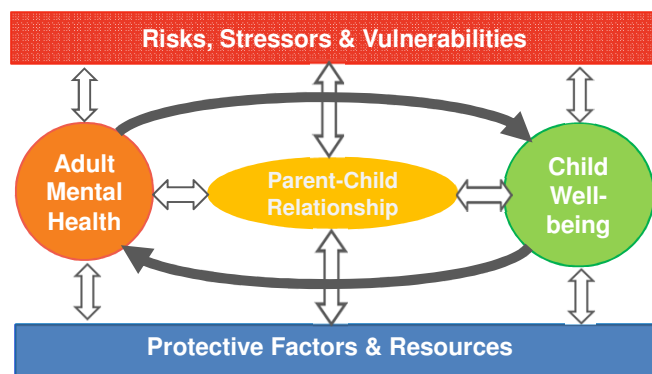 Risks, Stressors & Vulnerabilities
Adult
Mental
Health
Parent-Child
Relationship
Child
Well-
being
Protective Factors & Resources